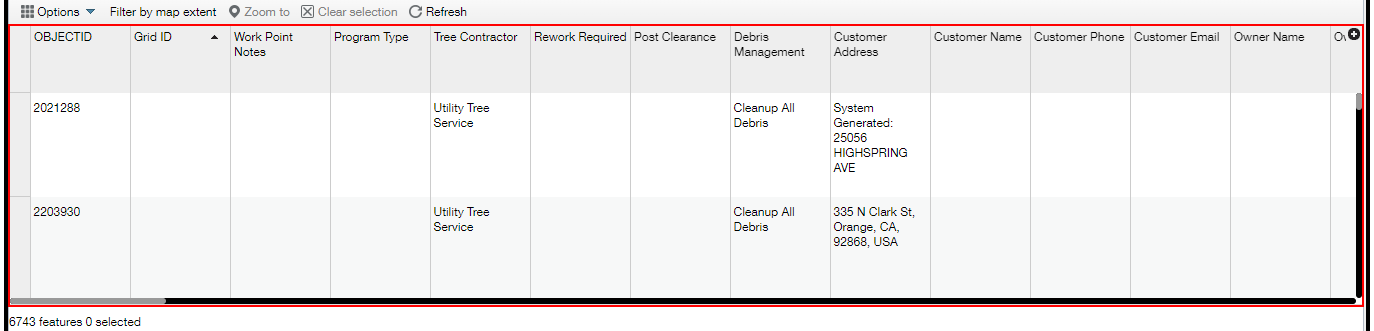 Options Filter by map extent Zoom to Clear selection Refresh
OBJECTID Grid ID Work Point Program Type Tree Contractor Rework Required Post Clearance Debris Customer Customer Name Customer Phone Customer Email Owner Name
Notes Management Address
2021288 Utility Tree Cleanup All System
Service Debris Generated:
25056
HIGHSPRING
AVE
2203930 Utility Tree Cleanup All 335 N Clark St,
Service Debris Orange, CA,
92868, USA
6743 features 0 selected